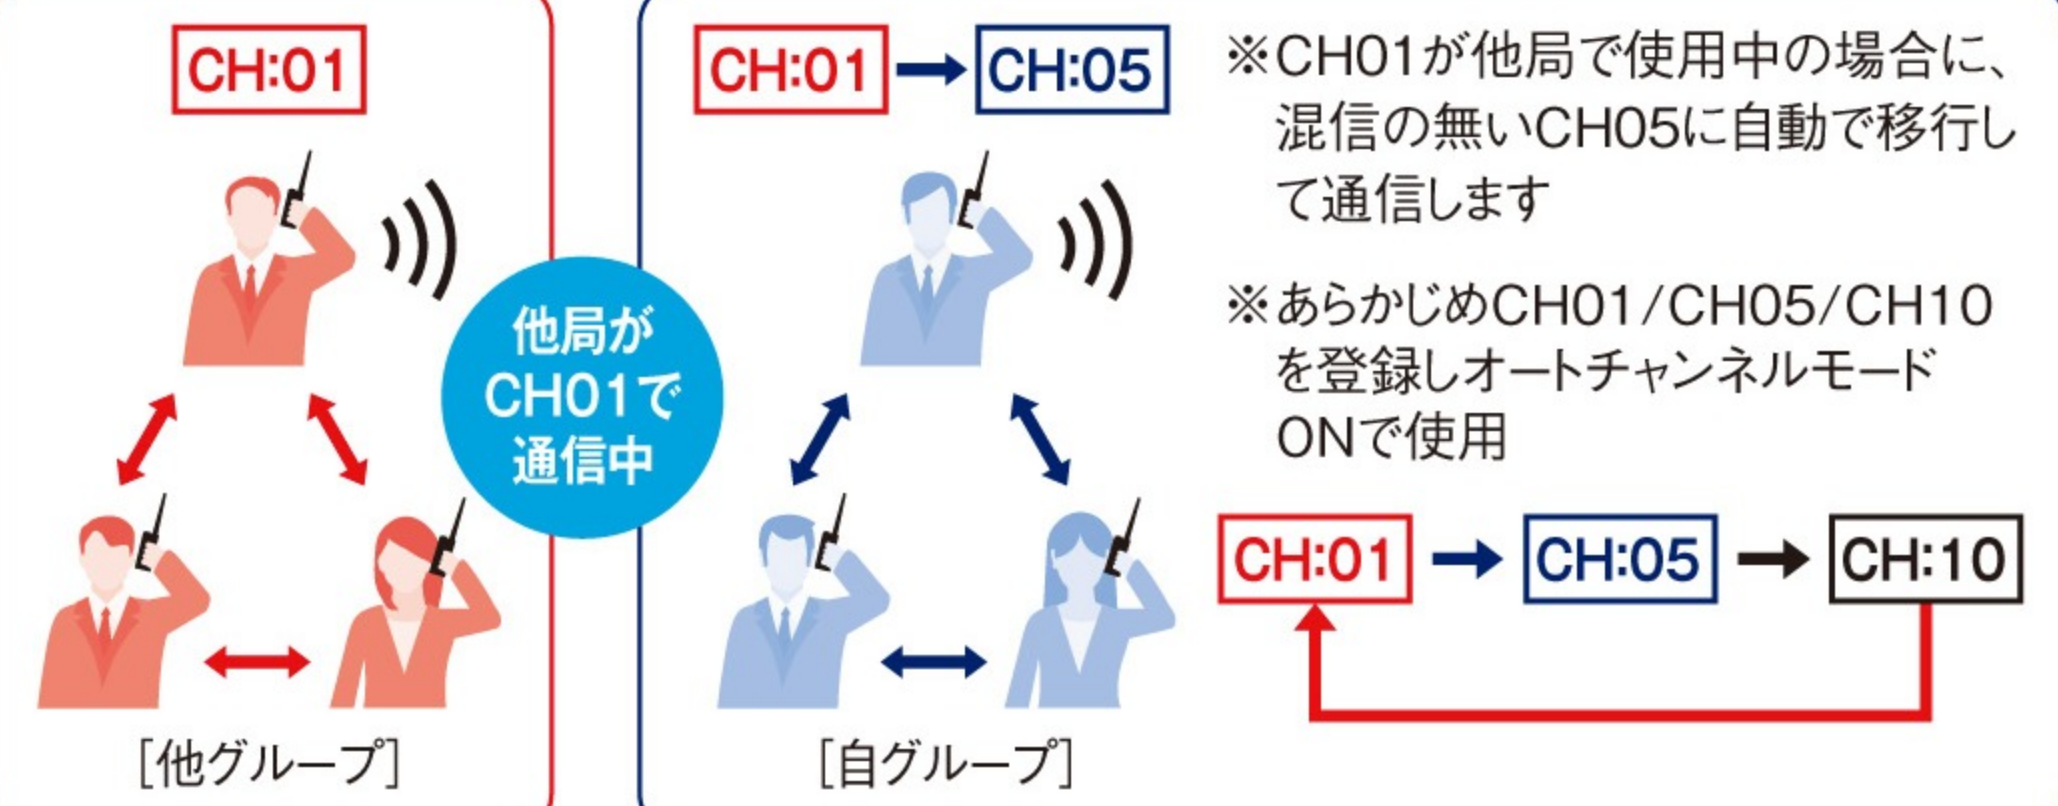 CH:01
他局が
CH01で
通信中
[他グループ]
CH:01 → CH:05
[自グループ]
※CH01が他局で使用中の場合に、
混信の無いCH05に自動で移行し
て通信します
※あらかじめCH01/CH05/CH10
を登録しオートチャンネルモード
ONで使用
CH:01 → CH:05 → CH:10